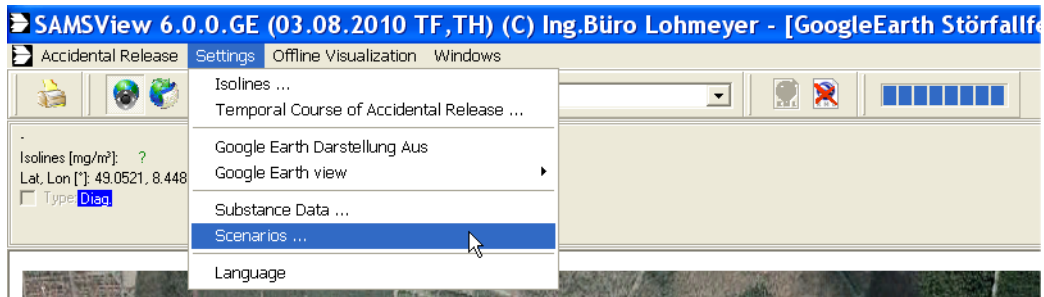 SAMSView 6.0.0.GE (03.08.2010 TF,TH) (C) Ing.Büro Lohmeyer - [GoogleEarth Störfallfe
Accidental Release Settings Offline Visualization Windows
Isolines ...
Temporal Course of Accidental Release ...
Google Earth Darstellung Aus
Google Earth view
Substance Data ...
Scenarios ...
Language
-
Isolines [mg/m³]: ?
Lat, Lon [°]: 49.0521, 8.448
Type: Diag.